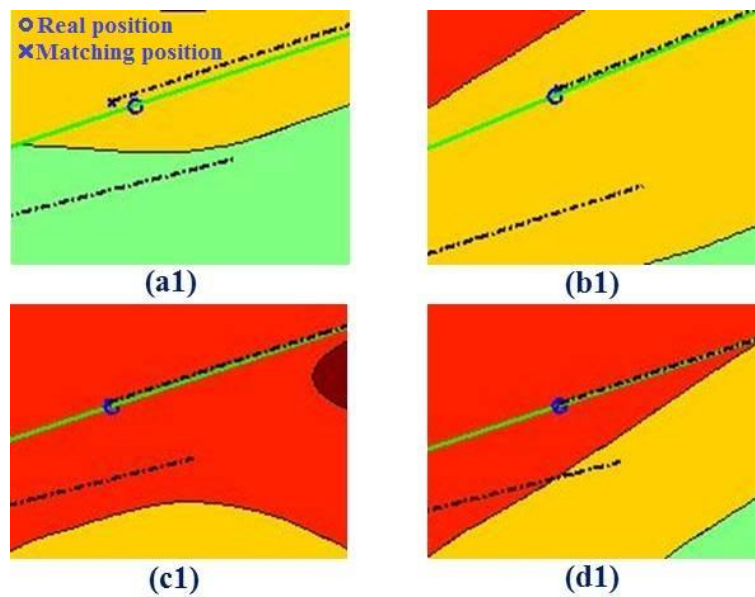 Real position
Matching position
(a1)
(b1)
(c1)
(d1)